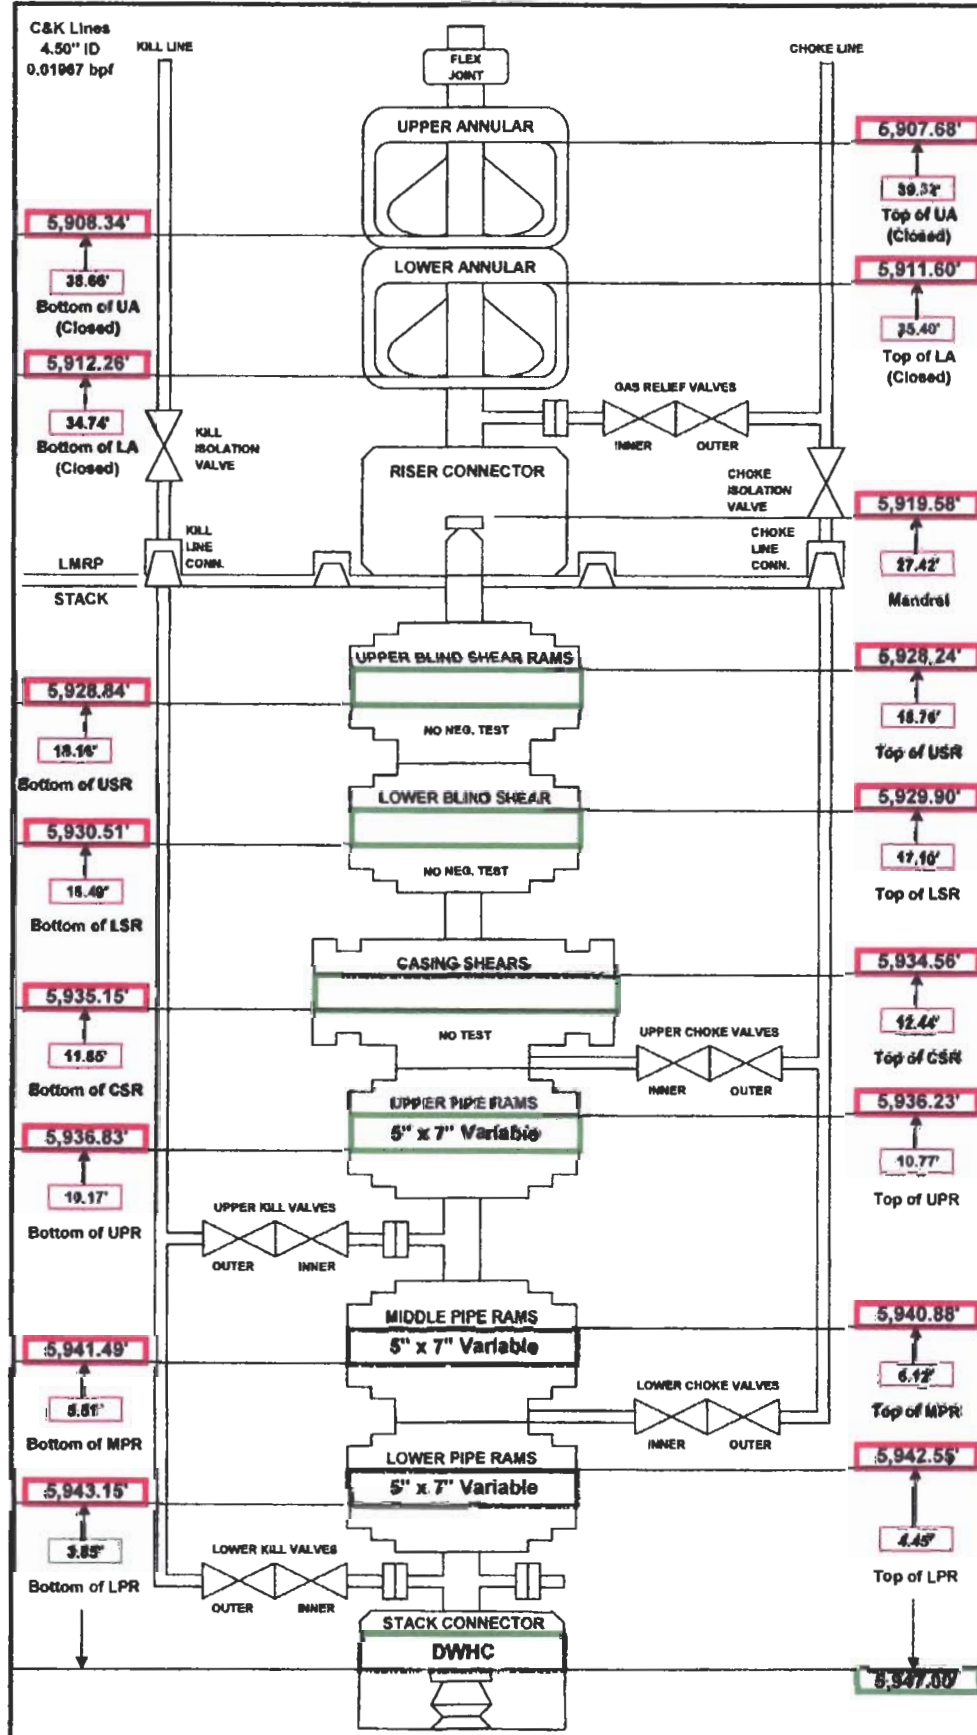 C&K Lines
4.50" ID
0.01967 bpf
KILL LINE
FLEX
JOINT
CHOKE LINE
UPPER ANNULAR
5,907.68'
39.32'
Top of UA
(Closed)
5,908.34'
38.66'
Bottom of UA
(Closed)
LOWER ANNULAR
5,911.60'
35.40'
Top of LA
(Closed)
5,912.26'
34.74'
Bottom of LA
(Closed)
GAS RELIEF VALVES
INNER
OUTER
KILL
ISOLATION
VALVE
RISER CONNECTOR
CHOKE
ISOLATION
VALVE
5,919.58'
27.42'
Mandrel
KILL
LINE
CONN.
CHOKE
LINE
CONN.
LMRP
STACK
UPPER BLIND SHEAR RAMS
5,928.24'
18.76'
Top of USR
5,928.84'
18.16'
Bottom of USR
NO NEG. TEST
LOWER BLIND SHEAR
5,929.90'
17.10'
Top of LSR
5,930.51'
16.49'
Bottom of LSR
NO NEG. TEST
CASING SHEARS
5,934.56'
12.44'
Top of CSR
5,935.15'
11.85'
Bottom of CSR
NO TEST
UPPER CHOKE VALVES
INNER
OUTER
UPPER PIPE RAMS
5" x 7" Variable
5,936.23'
10.77'
Top of UPR
5,936.83'
10.17'
Bottom of UPR
UPPER KILL VALVES
OUTER
INNER
MIDDLE PIPE RAMS
5" x 7" Variable
5,940.88'
6.12'
Top of MPR
5,941.49'
5.51'
Bottom of MPR
LOWER CHOKE VALVES
INNER
OUTER
LOWER PIPE RAMS
5" x 7" Variable
5,942.55'
4.45'
Top of LPR
5,943.15'
3.85'
Bottom of LPR
LOWER KILL VALVES
OUTER
INNER
STACK CONNECTOR
DWHC
5,947.00'